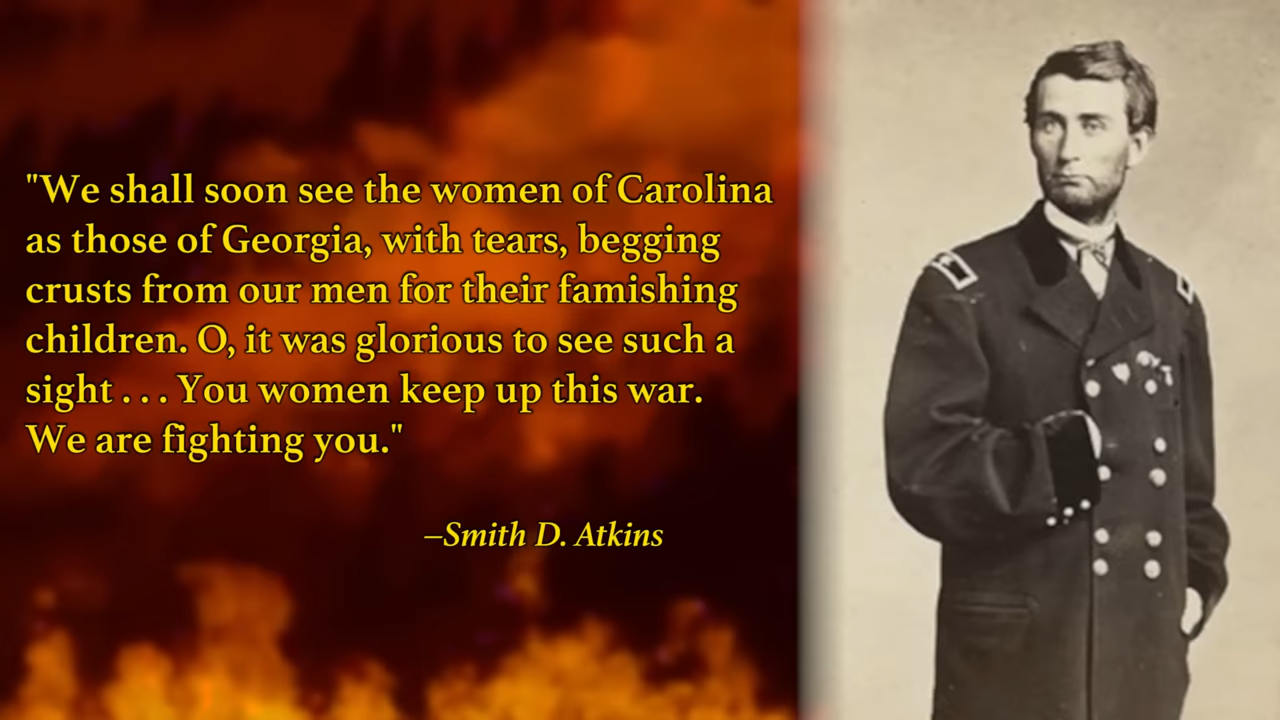 "We shall soon see the women of Carolina
as those of Georgia, with tears, begging
crusts from our men for their famishing
children. O, it was glorious to see such a
sight . . . You women keep up this war.
We are fighting you."
–Smith D. Atkins